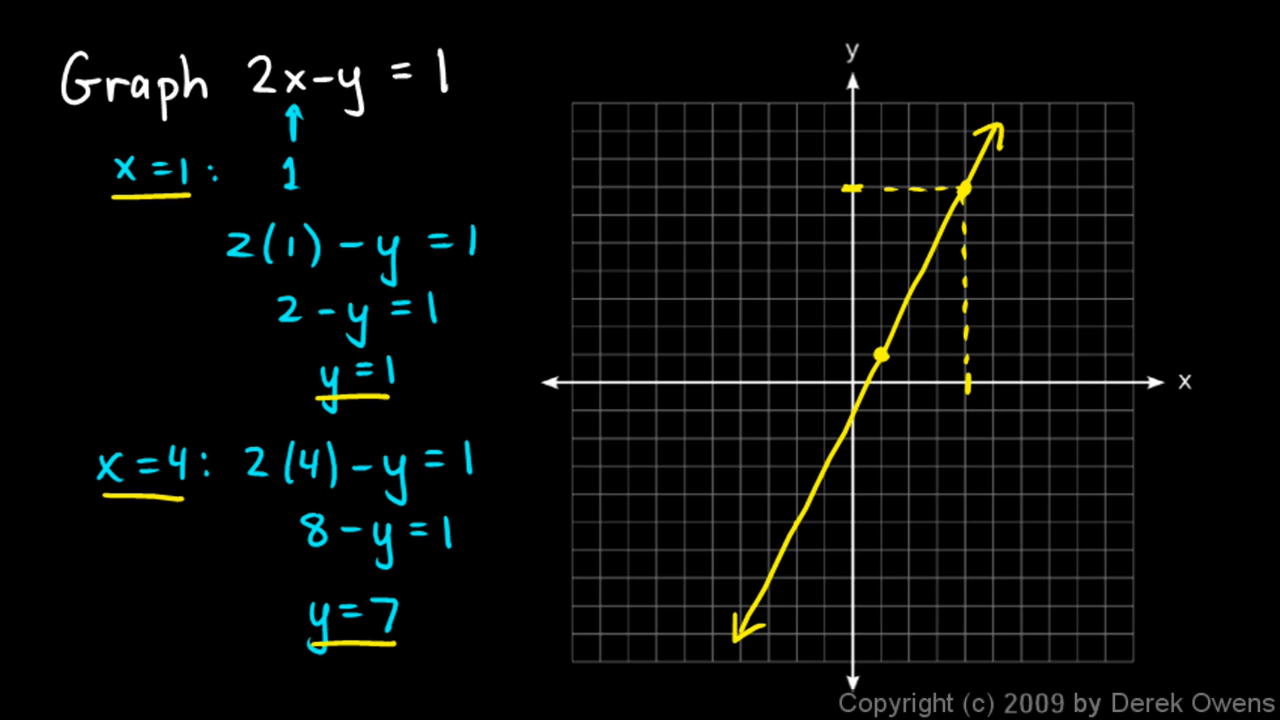 Graph 2x-y = 1
x = 1 : 1
2(1) - y = 1
2 - y = 1
y = 1
x = 4 : 2(4) - y = 1
8 - y = 1
y = 7
y
x
Copyright (c) 2009 by Derek Owens